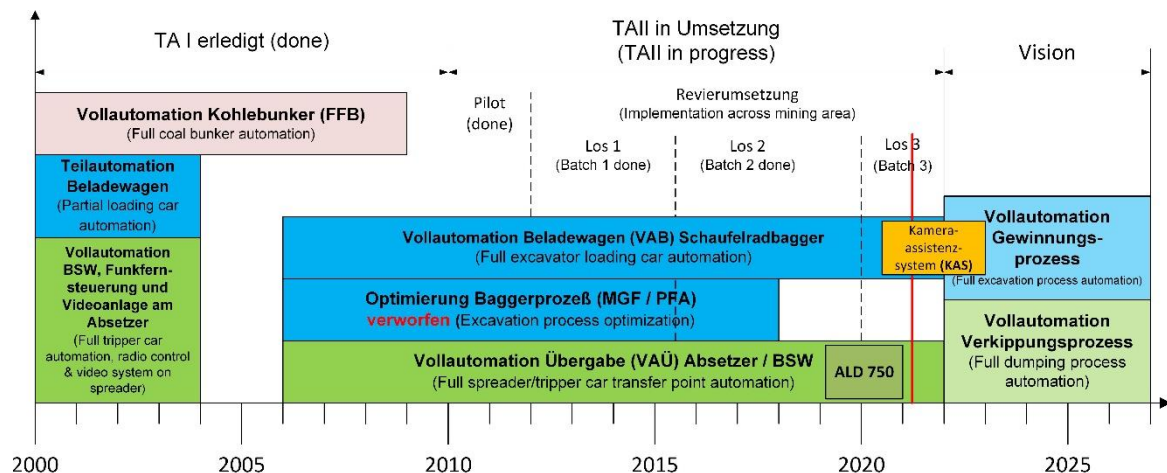 TA I erledigt (done)
TAII in Umsetzung
(TAII in progress)
Vision
Vollautomation Kohlebunker (FFB)
(Full coal bunker automation)
Pilot
(done)
Revierumsetzung
(Implementation across mining area)
Los 1
(Batch 1 done)
Los 2
(Batch 2 done)
Los 3
(Batch 3)
Teilautomation
Beladewagen
(Partial loading car
automation)
Vollautomation
BSW, Funkfern-
steuerung und
Videoanlage am
Absetzer
(Full tripper car
automation, radio control
& video system on
spreader)
Vollautomation Beladewagen (VAB) Schaufelradbagger
(Full excavator loading car automation)
Kamera-
assistenz-
system (KAS)
Vollautomation
Gewinnungs-
prozess
(Full excavation process automation)
Optimierung Baggerprozeß (MGF / PFA)
verworfen (Excavation process optimization)
Vollautomation Übergabe (VAÜ) Absetzer / BSW
(Full spreader/tripper car transfer point automation)
ALD 750
Vollautomation
Verkippungsprozess
(Full dumping process
automation)
2000 2005 2010 2015 2020 2025